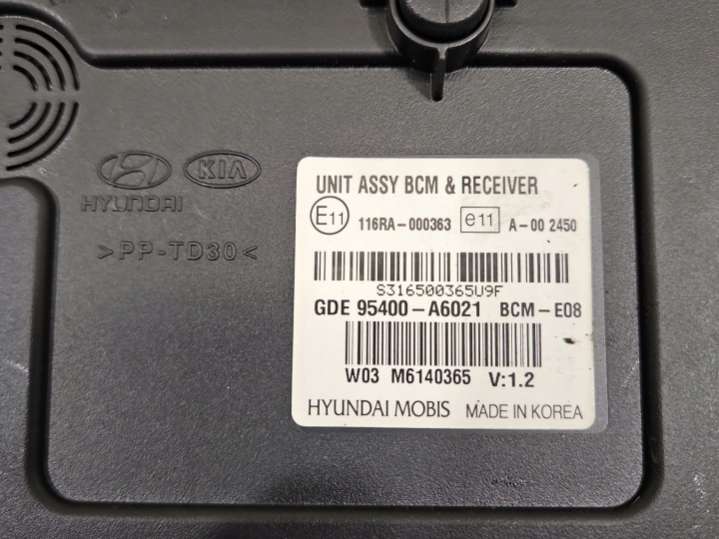 HYUNDAI
KIA
>PP-TD30<
UNIT ASSY BCM & RECEIVER
E11 116RA-000363 e11 A-00 2450
S316500365U9F
GDE 95400-A6021 BCM-E08
W03 M6140365 V:1.2
HYUNDAI MOBIS MADE IN KOREA